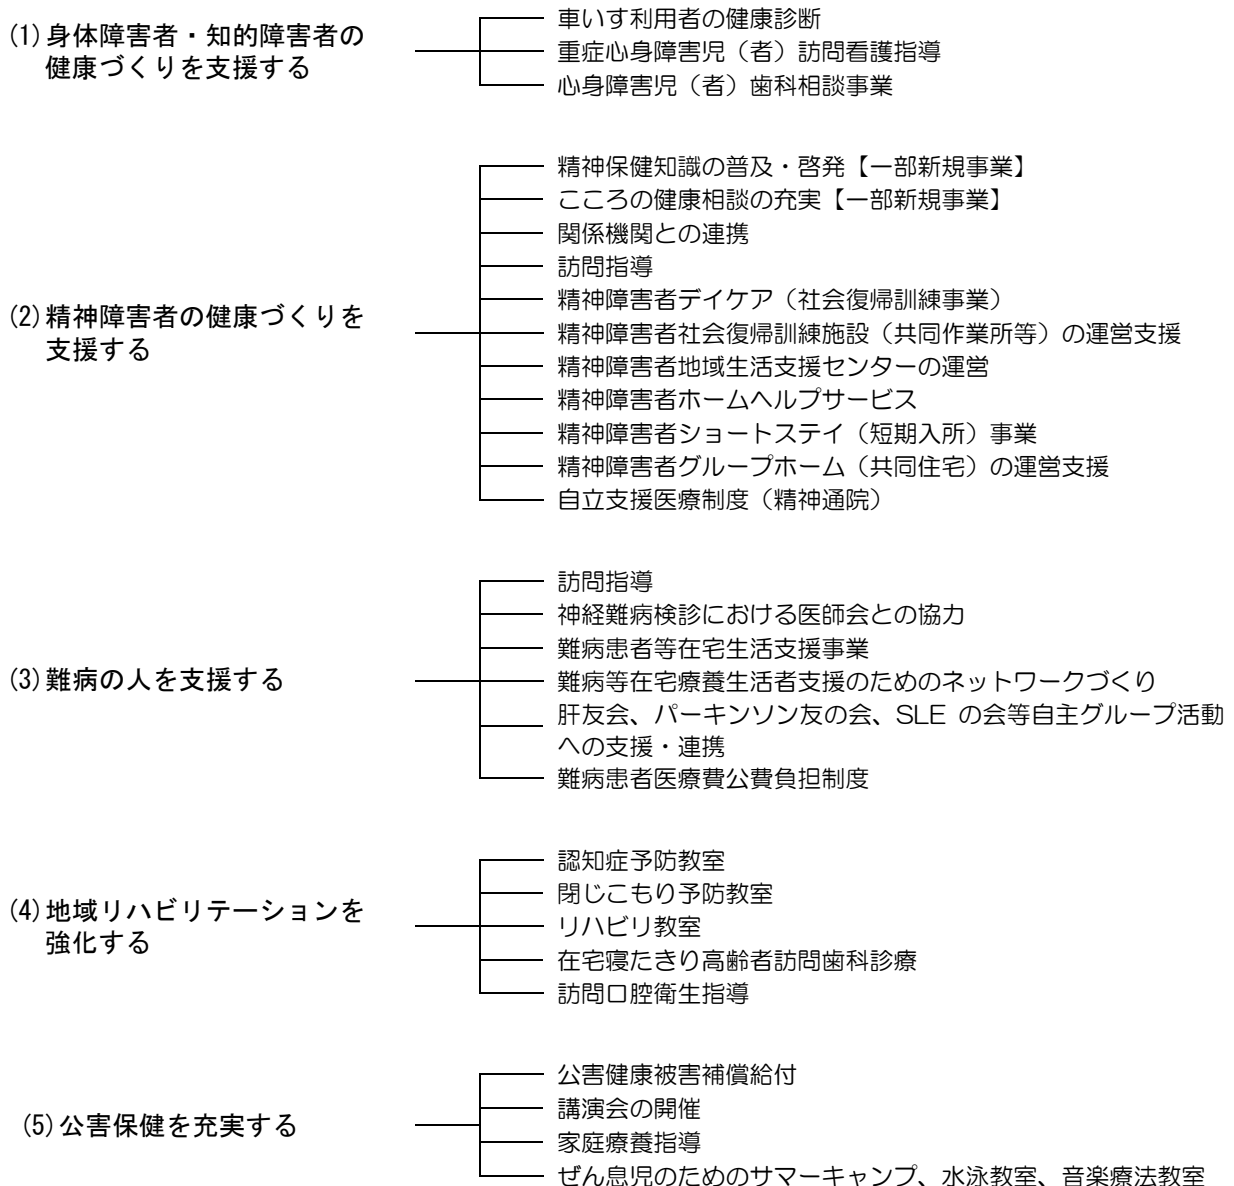 (1)身体障害者・知的障害者の
健康づくりを支援する
車いす利用者の健康診断
重症心身障害児（者）訪問看護指導
心身障害児（者）歯科相談事業
(2)精神障害者の健康づくりを
支援する
精神保健知識の普及・啓発【一部新規事業】
こころの健康相談の充実【一部新規事業】
関係機関との連携
訪問指導
精神障害者デイケア（社会復帰訓練事業）
精神障害者社会復帰訓練施設（共同作業所等）の運営支援
精神障害者地域生活支援センターの運営
精神障害者ホームヘルプサービス
精神障害者ショートステイ（短期入所）事業
精神障害者グループホーム（共同住宅）の運営支援
自立支援医療制度（精神通院）
(3)難病の人を支援する
訪問指導
神経難病検診における医師会との協力
難病患者等在宅生活支援事業
難病等在宅療養生活者支援のためのネットワークづくり
肝友会、パーキンソン友の会、SLE の会等自主グループ活動
への支援・連携
難病患者医療費公費負担制度
(4)地域リハビリテーションを
強化する
認知症予防教室
閉じこもり予防教室
リハビリ教室
在宅寝たきり高齢者訪問歯科診療
訪問口腔衛生指導
(5)公害保健を充実する
公害健康被害補償給付
講演会の開催
家庭療養指導
ぜん息児のためのサマーキャンプ、水泳教室、音楽療法教室